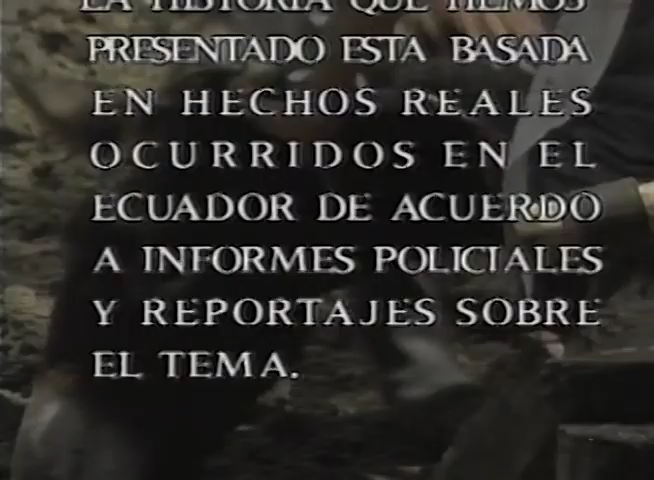 LA HISTORIA QUE HEMOS
PRESENTADO ESTA BASADA
EN HECHOS REALES
OCURRIDOS EN EL
ECUADOR DE ACUERDO
A INFORMES POLICIALES
Y REPORTAJES SOBRE
EL TEMA.